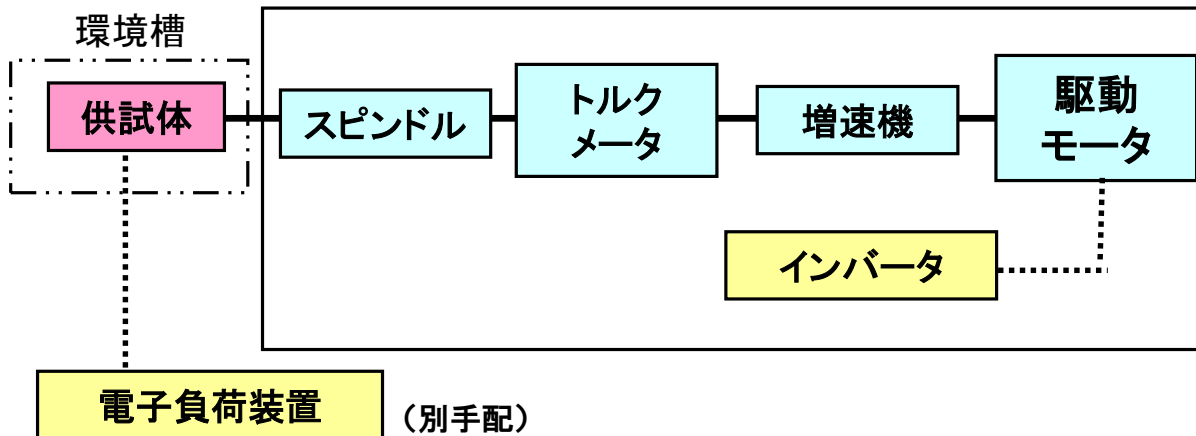 環境槽
供試体
スピンドル
トルク
メータ
増速機
駆動
モータ
インバータ
電子負荷装置
（別手配）